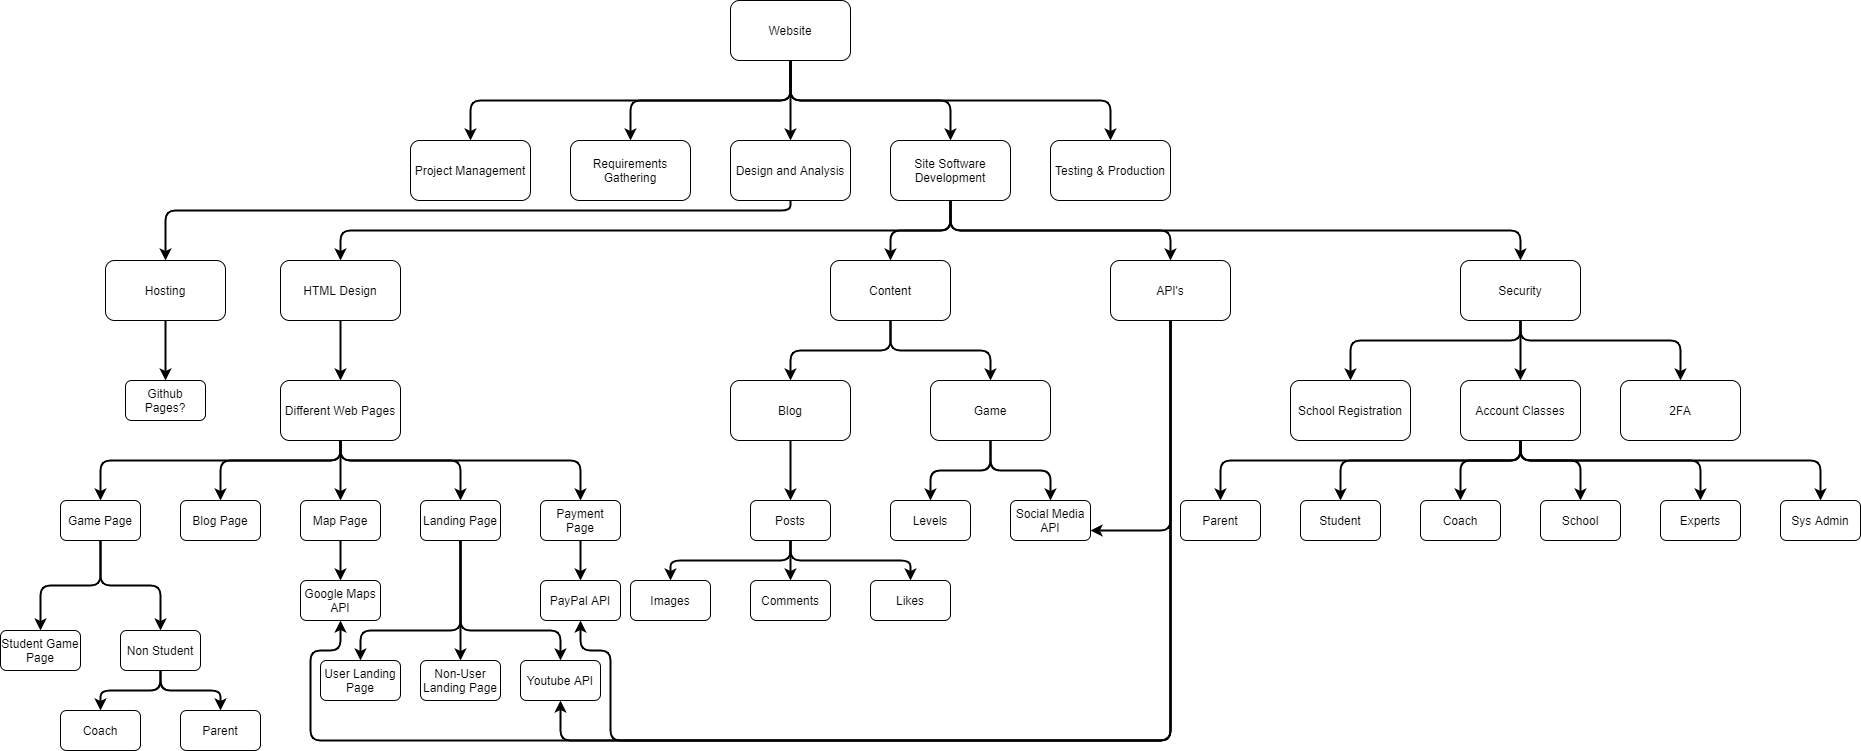 Website
Project Management
Requirements
Gathering
Design and Analysis
Site Software
Development
Testing & Production
Hosting
HTML Design
Content
API's
Security
Github
Pages?
Different Web Pages
Blog
Game
School Registration
Account Classes
2FA
Game Page
Blog Page
Map Page
Landing Page
Payment
Page
Posts
Levels
Social Media
API
Parent
Student
Coach
School
Experts
Sys Admin
Google Maps
API
PayPal API
Images
Comments
Likes
Student Game
Page
Non Student
User Landing
Page
Non-User
Landing Page
Youtube API
Coach
Parent